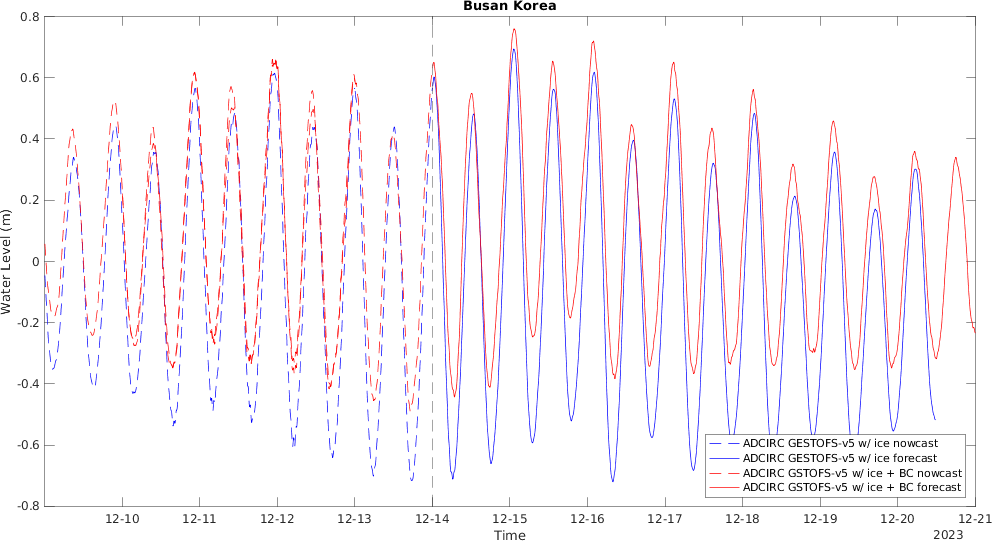 Busan Korea
Water Level (m)
0.8
0.6
0.4
0.2
0
-0.2
-0.4
-0.6
-0.8
ADCIRC GESTOFS-v5 w/ ice nowcast
ADCIRC GESTOFS-v5 w/ ice forecast
ADCIRC GSTOFS-v5 w/ ice + BC nowcast
ADCIRC GSTOFS-v5 w/ ice + BC forecast
12-10 12-11 12-12 12-13 12-14 12-15 12-16 12-17 12-18 12-19 12-20 12-21
Time
2023